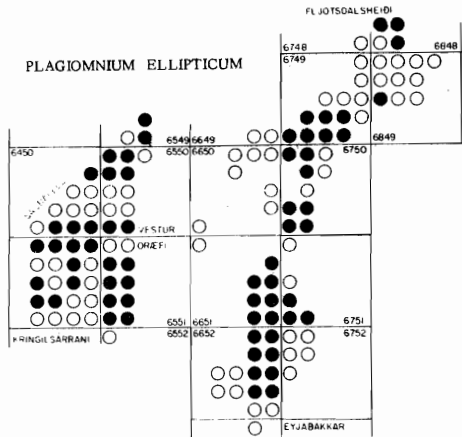 FLJOTSDALSHEIÐI
6748 6848
6749
PLAGIOMNIUM ELLIPTICUM
6549 6649 6849
6450 6550 6650 6750
VESTUR
ÖRÆFI
6551 6651 6751
KRINGILSÁRRANI 6552 6652 6752
EYJABAKKAR